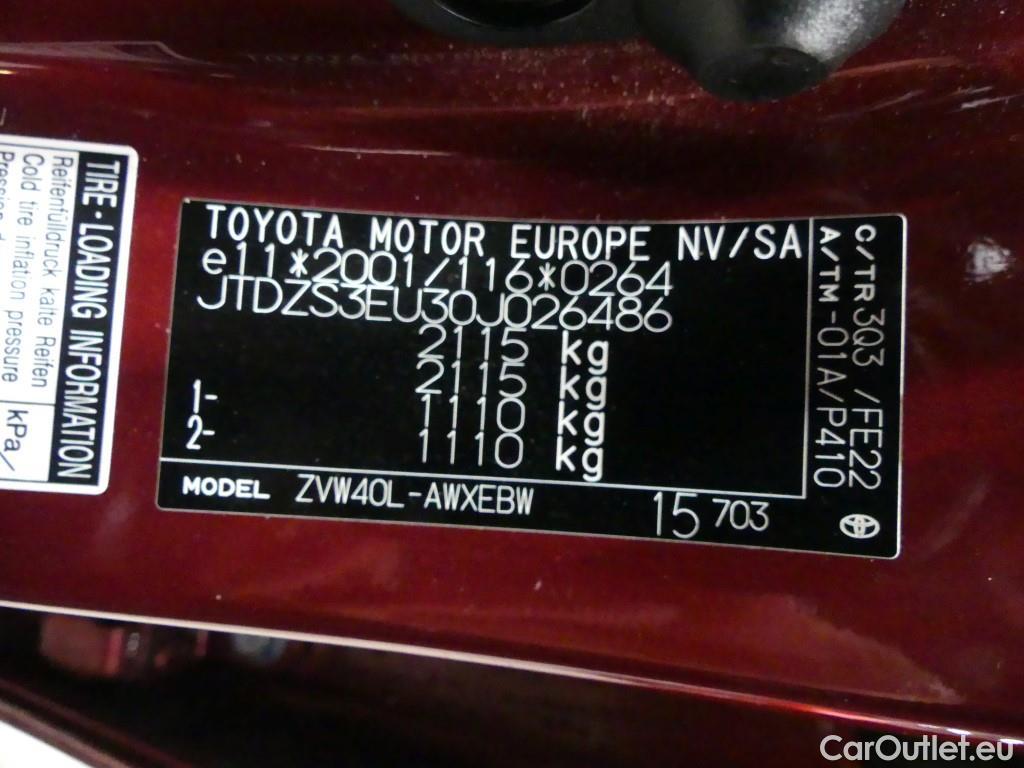 TIRE · LOADING INFORMATION
Reifenfülldruck kalte Reifen
Cold tire inflation pressure
kPa/
TOYOTA MOTOR EUROPE NV/SA
e11*2001/116*0264
JTDZS3EU30J026486
2115 kg
2115 kg
1- 1110 kg
2- 1110 kg
MODEL ZVW40L-AWXEBW 15 703
C/TR3Q3 /FE22
A/TM-01A/P410
CarOutlet.eu